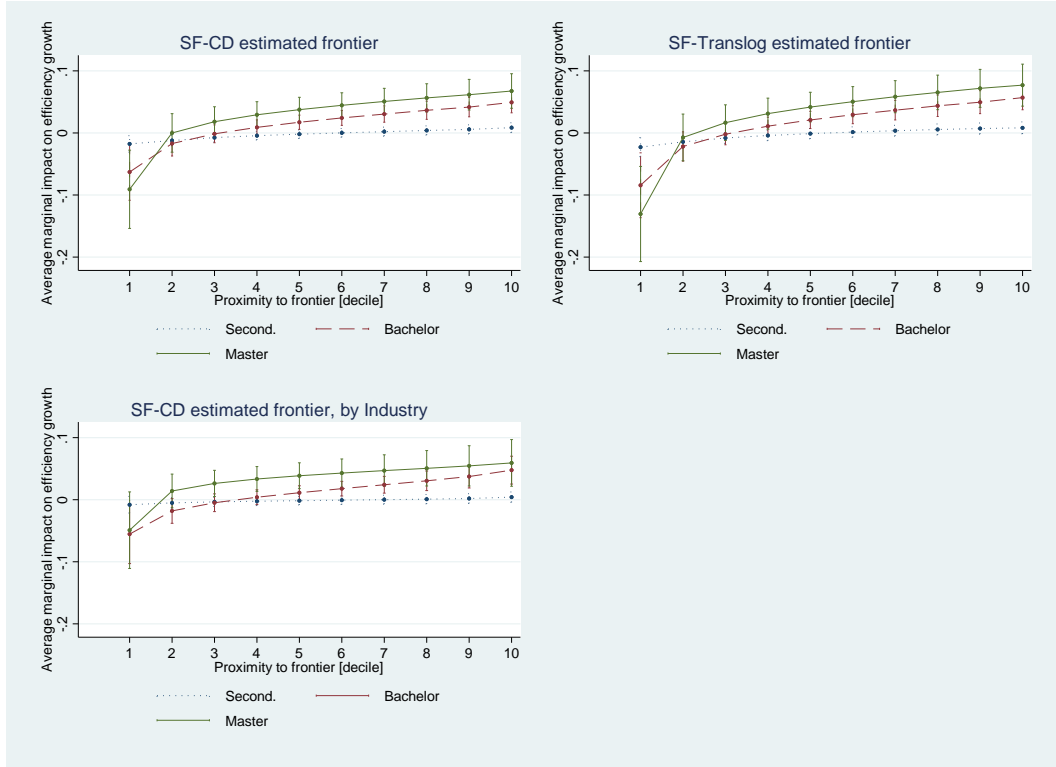 SF-CD estimated frontier
Average marginal impact on efficiency growth
.1
0
-.1
-.2
1 2 3 4 5 6 7 8 9 10
Proximity to frontier [decile]
Second. Bachelor
Master
SF-Translog estimated frontier
Average marginal impact on efficiency growth
.1
0
-.1
-.2
1 2 3 4 5 6 7 8 9 10
Proximity to frontier [decile]
Second. Bachelor
Master
SF-CD estimated frontier, by Industry
Average marginal impact on efficiency growth
.1
0
-.1
-.2
1 2 3 4 5 6 7 8 9 10
Proximity to frontier [decile]
Second. Bachelor
Master